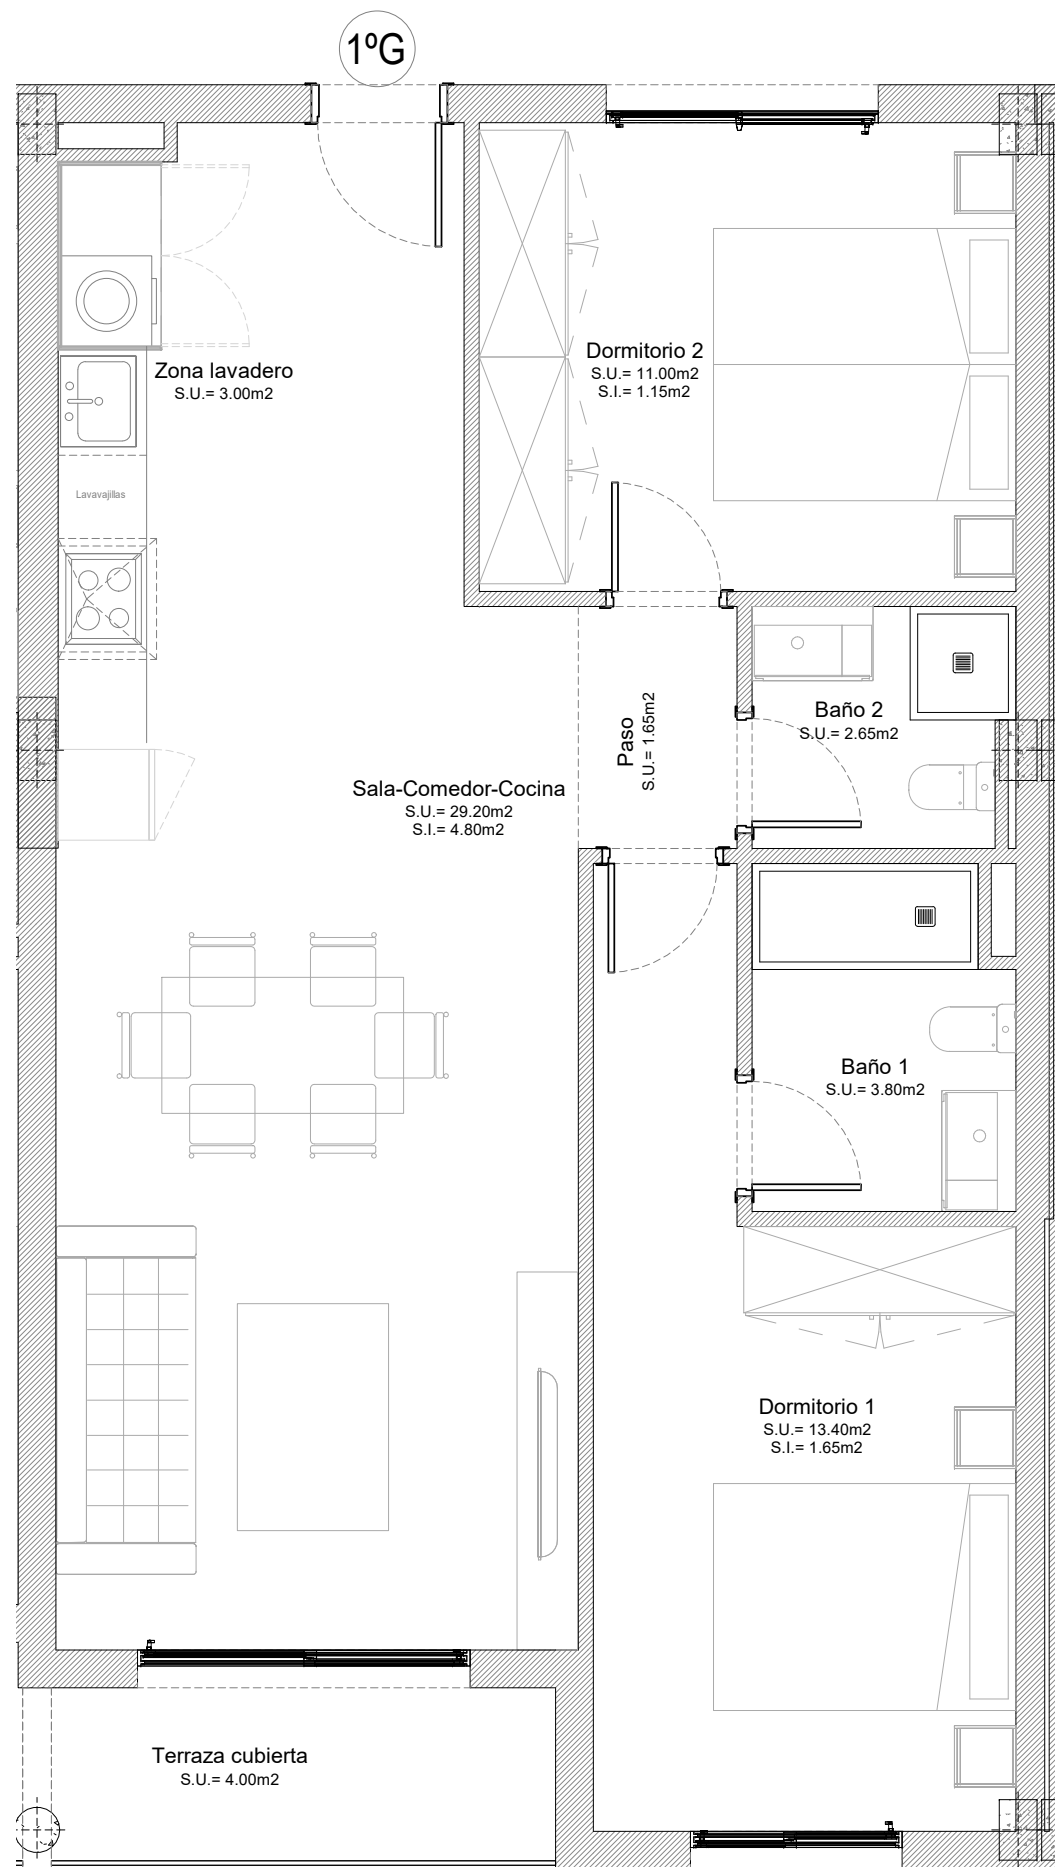 1ºG
Dormitorio 2
S.U.= 11.00m2
S.I.= 1.15m2
Zona lavadero
S.U.= 3.00m2
Lavavajillas
Paso
S.U.= 1.65m2
Baño 2
S.U.= 2.65m2
Sala-Comedor-Cocina
S.U.= 29.20m2
S.I.= 4.80m2
Baño 1
S.U.= 3.80m2
Dormitorio 1
S.U.= 13.40m2
S.I.= 1.65m2
Terraza cubierta
S.U.= 4.00m2